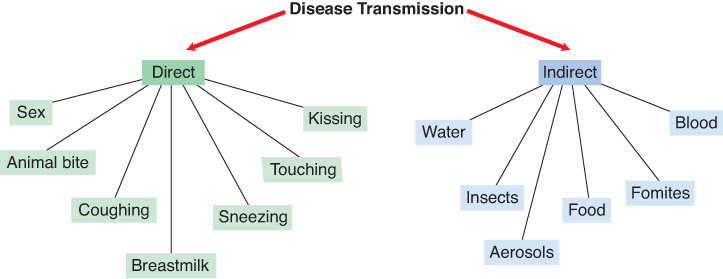 Disease Transmission
Direct
Sex
Animal bite
Coughing
Breastmilk
Sneezing
Touching
Kissing
Indirect
Water
Insects
Aerosols
Food
Fomites
Blood